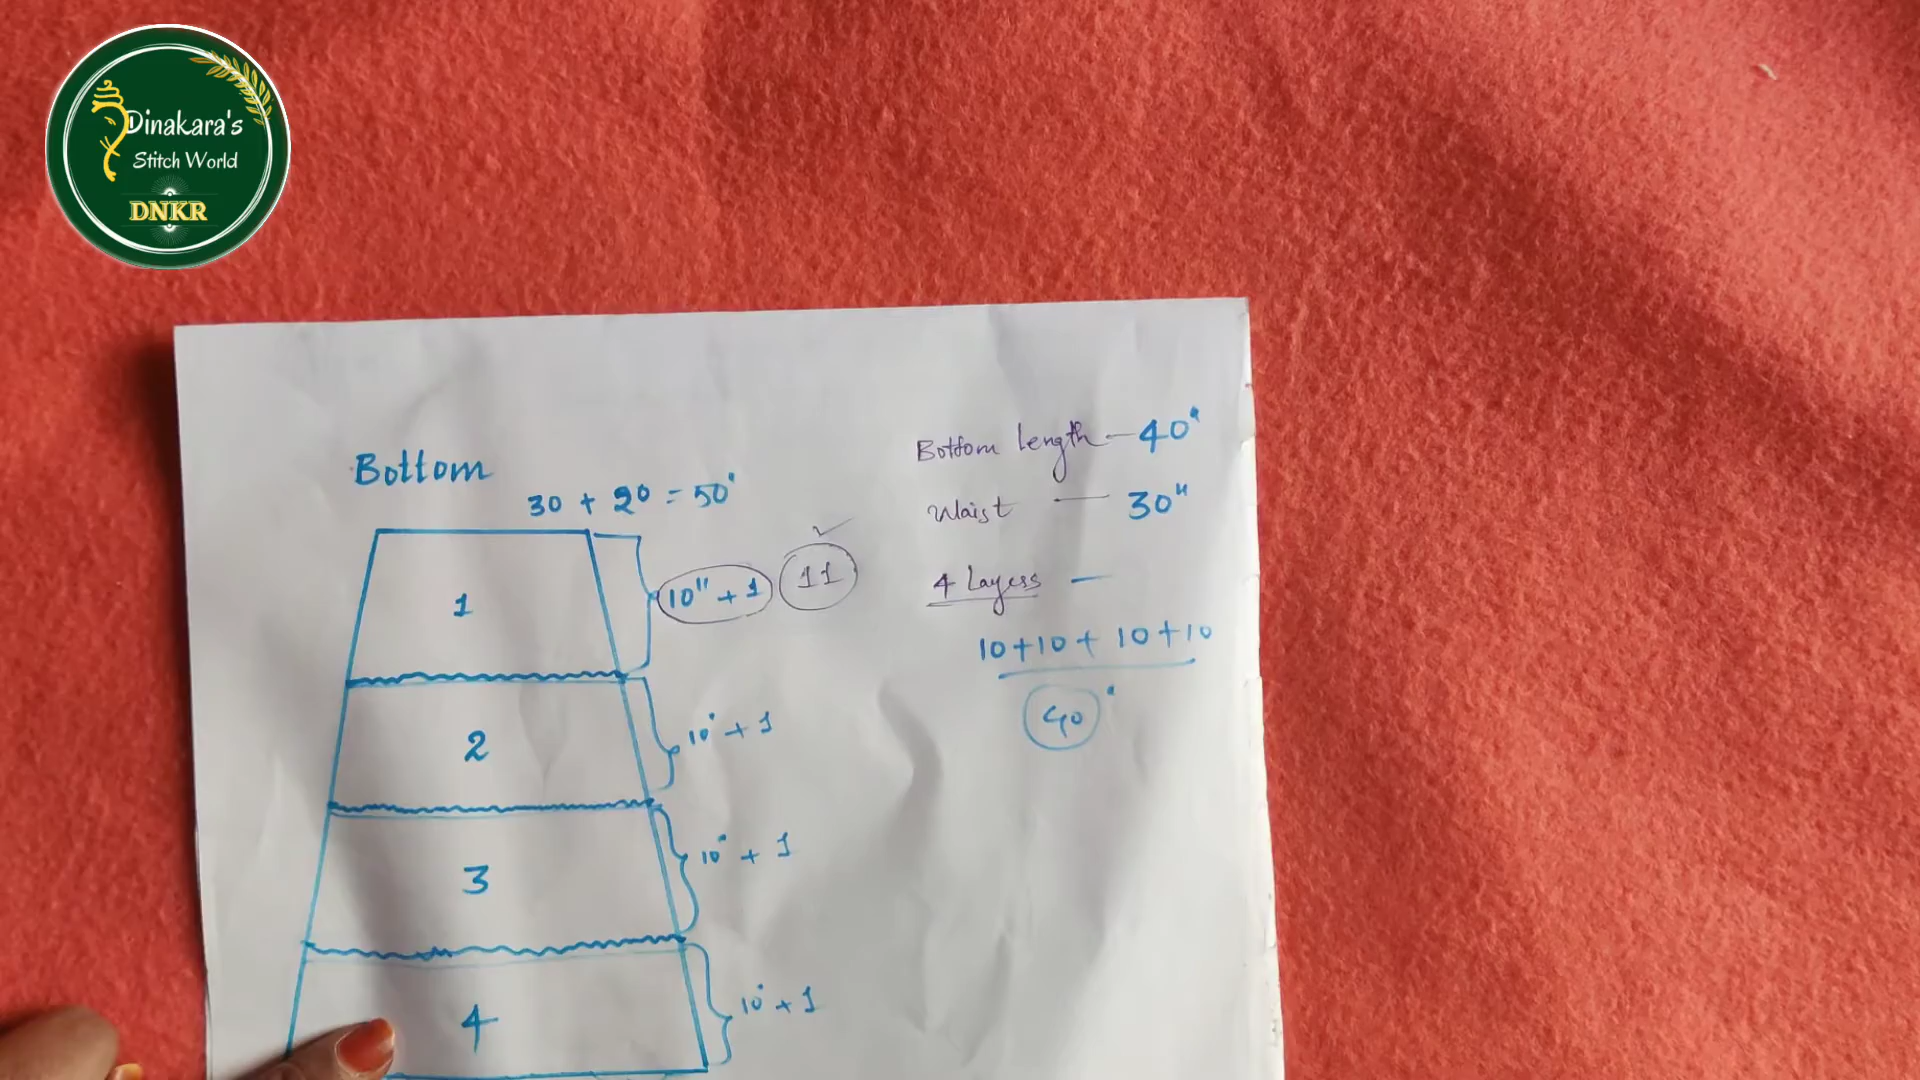 Dinakara's
Stitch World
DNKR
Bottom
30 + 20 = 50"
1
10" + 1
11
2
10" + 1
3
10" + 1
4
10" + 1
Bottom length - 40"
Waist — 30"
4 Layers —
10+10 + 10+10
40"